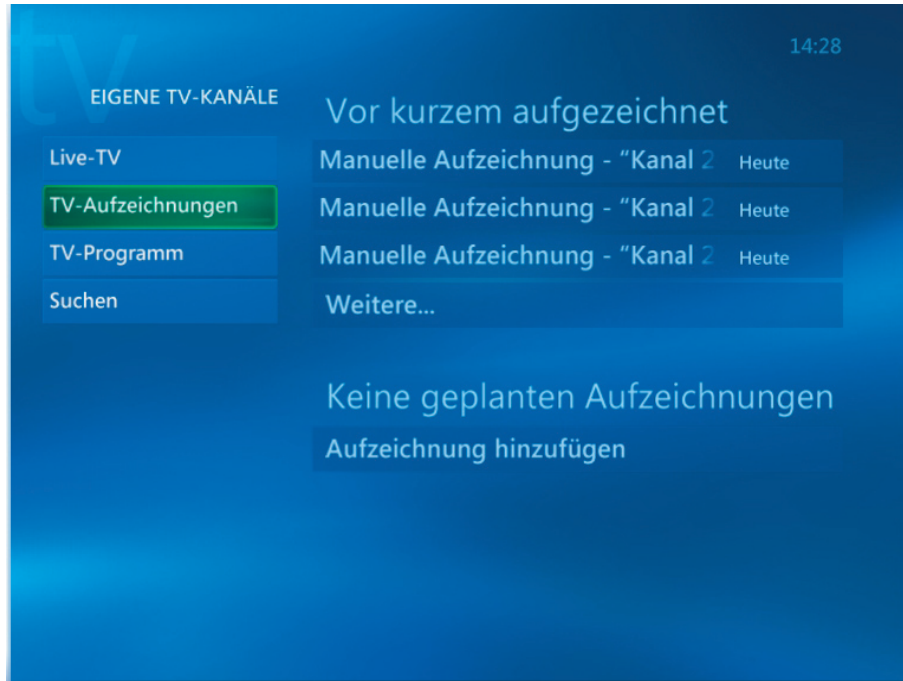 tv
14:28
EIGENE TV-KANÄLE
Live-TV
TV-Aufzeichnungen
TV-Programm
Suchen
Vor kurzem aufgezeichnet
Manuelle Aufzeichnung - “Kanal 2 Heute
Manuelle Aufzeichnung - “Kanal 2 Heute
Manuelle Aufzeichnung - “Kanal 2 Heute
Weitere...
Keine geplanten Aufzeichnungen
Aufzeichnung hinzufügen